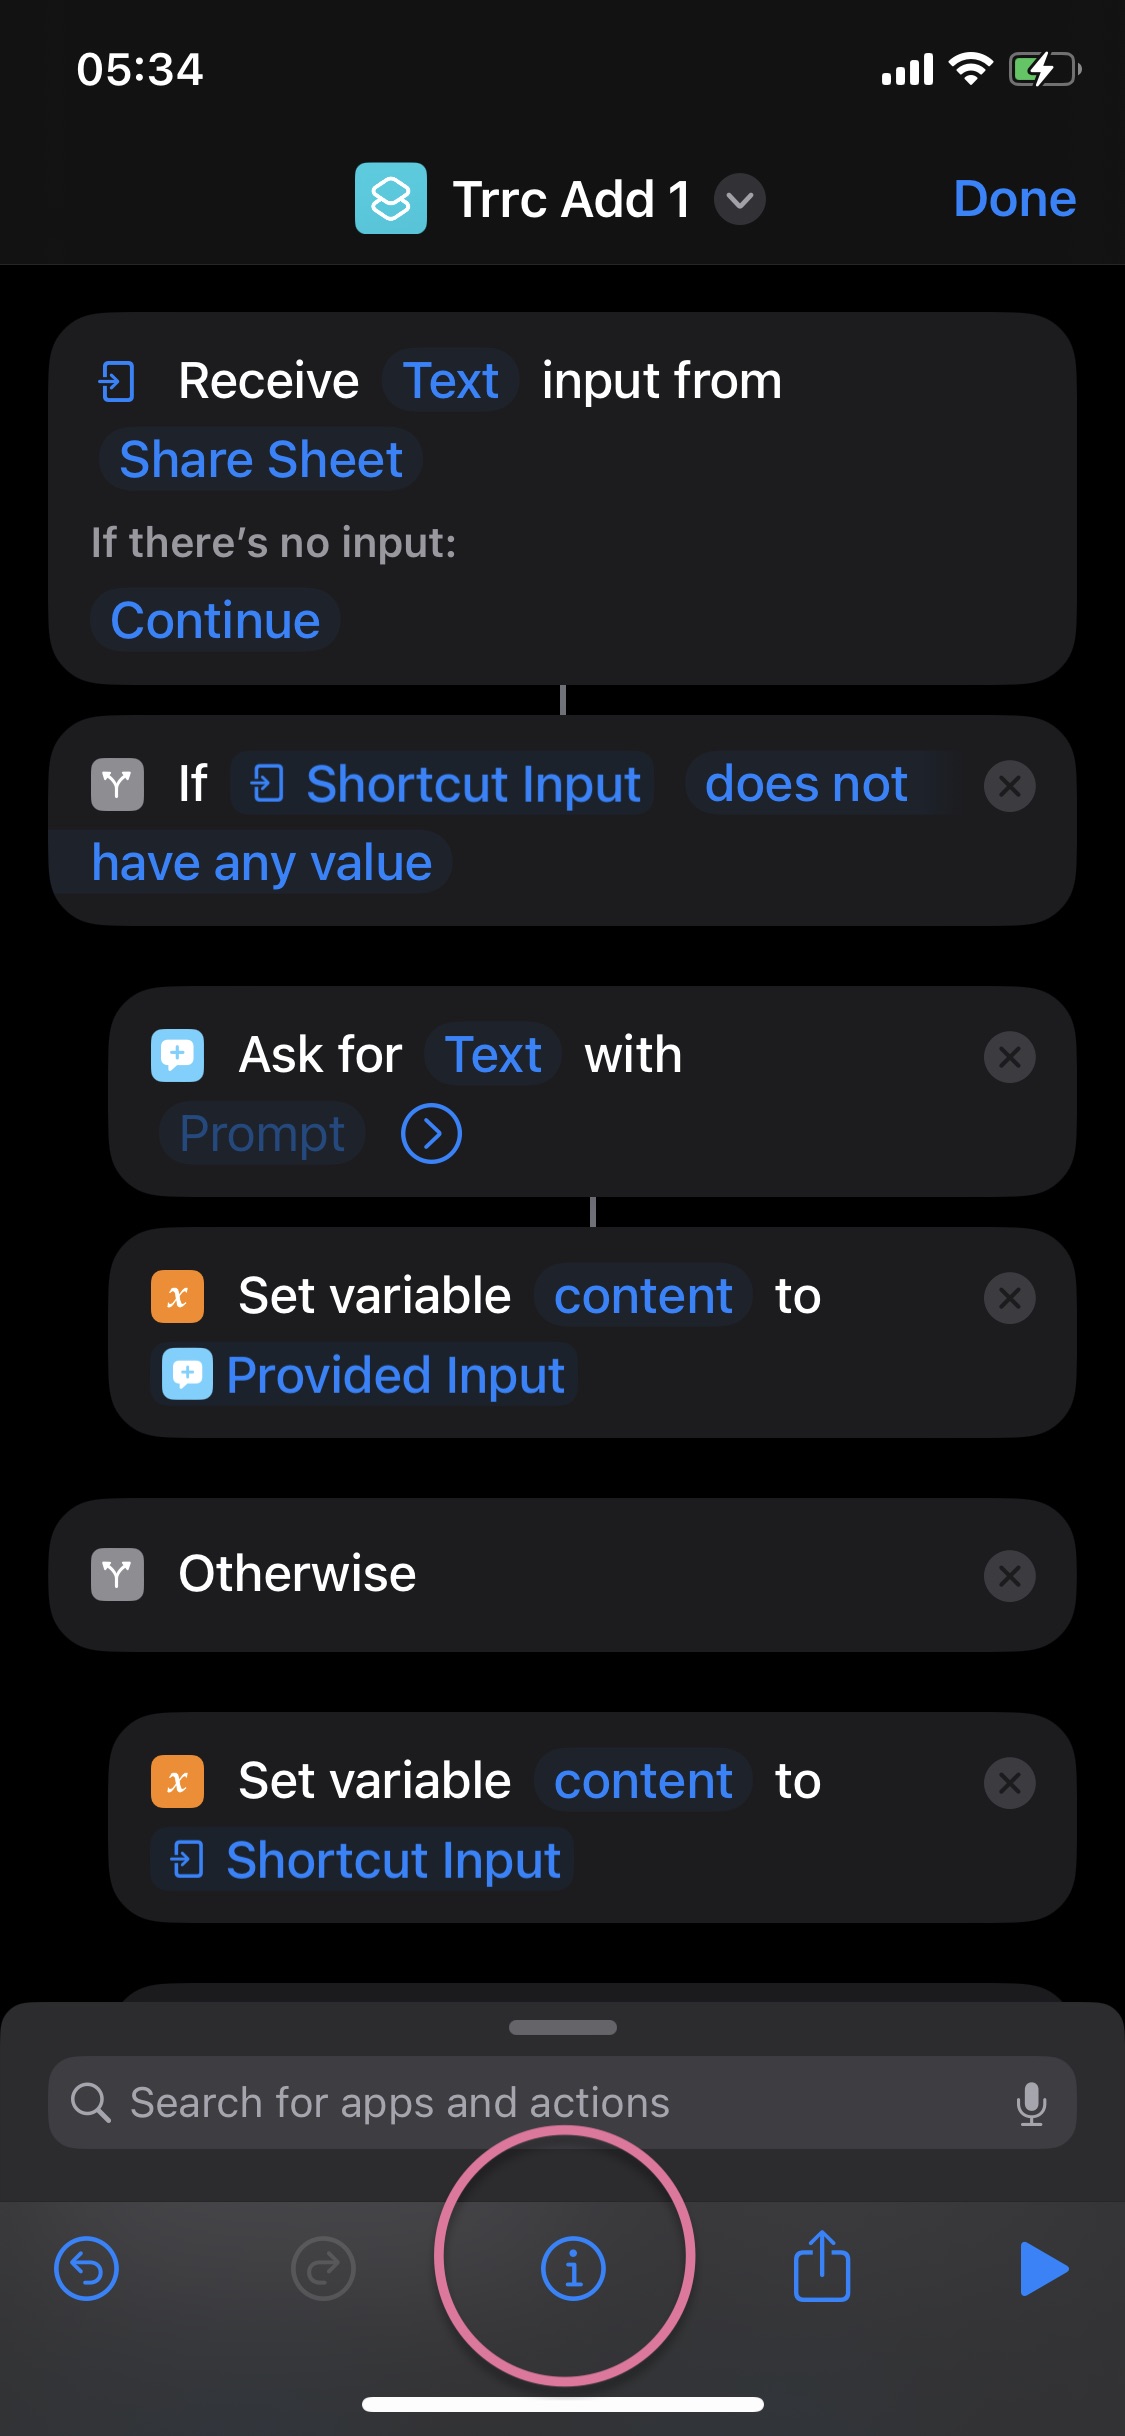 05:34
Trrc Add 1
Done
Receive Text input from
Share Sheet
If there's no input:
Continue
If Shortcut Input does not
have any value
Ask for Text with
Prompt
Set variable content to
Provided Input
Otherwise
Set variable content to
Shortcut Input
Search for apps and actions